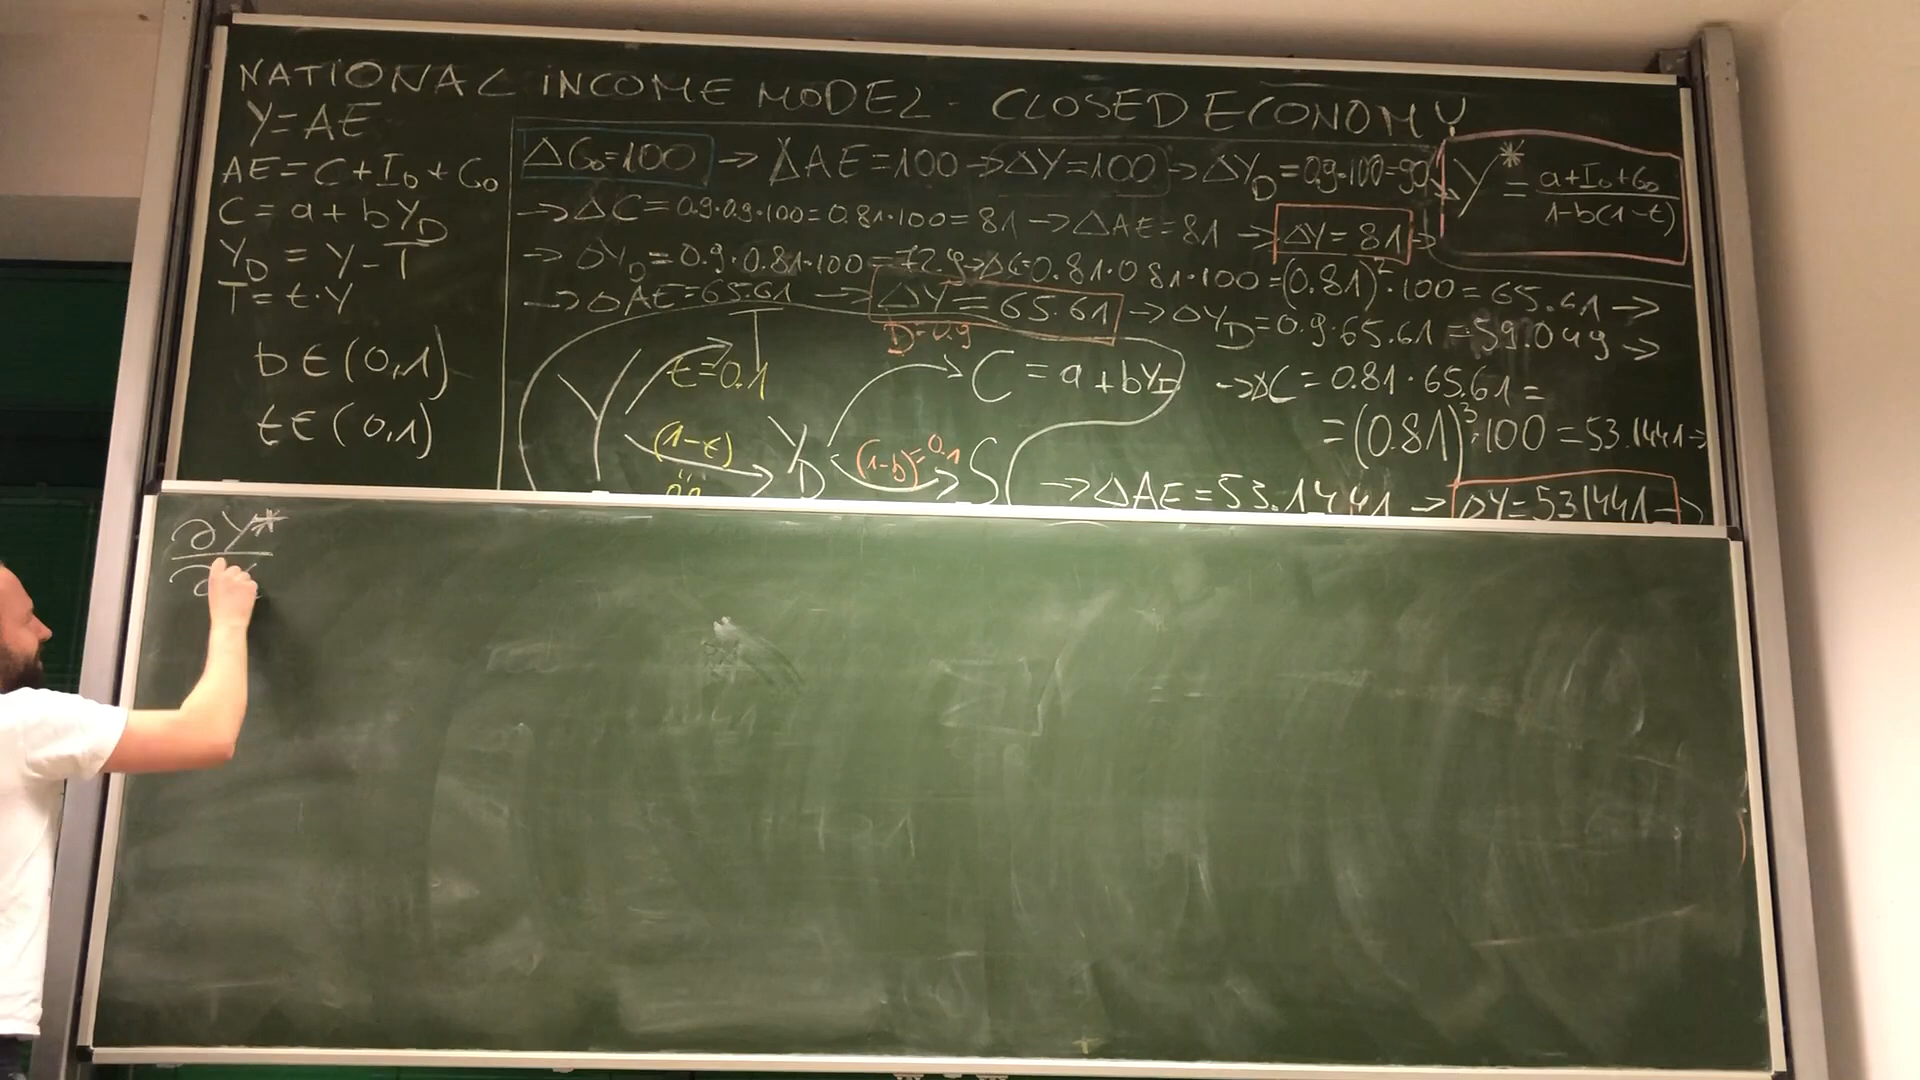 NATIONAL INCOME MODEL - CLOSED ECONOMY
Y=AE
AE=C+I₀+G₀
C=a+bY_D
Y_D=Y-T
T=t·Y
b∈(0,1)
t∈(0,1)
ΔG₀=100 → ΔAE=100 → ΔY=100 → ΔY_D=0.9·100=90
→ ΔC=0.9·0.9·100=0.81·100=81 → ΔAE=81 → ΔY=81 →
→ ΔY_D=0.9·0.81·100=72.9 → ΔC=0.81·0.81·100=(0.81)²·100=65.61 →
→ ΔAE=65.61 → ΔY=65.61 → ΔY_D=0.9·65.61=59.049 →
→ ΔC=0.81·65.61=
=(0.81)³·100=53.1441 →
→ ΔAE=53.1441 → ΔY=531441 →
Y*=(a+I₀+G₀)/(1-b(1-t))
T
b=0.9
Y t=0.1 C=a+bY_D
(1-t) Y_D (1-b)=0.1 S
∂Y*
∂